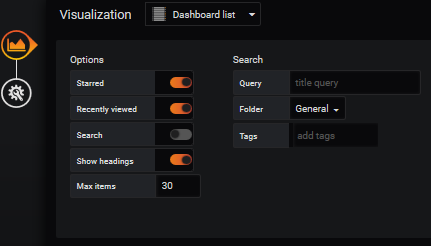 Visualization
Dashboard list
Options
Starred
Recently viewed
Search
Show headings
Max items 30
Search
Query title query
Folder General
Tags add tags